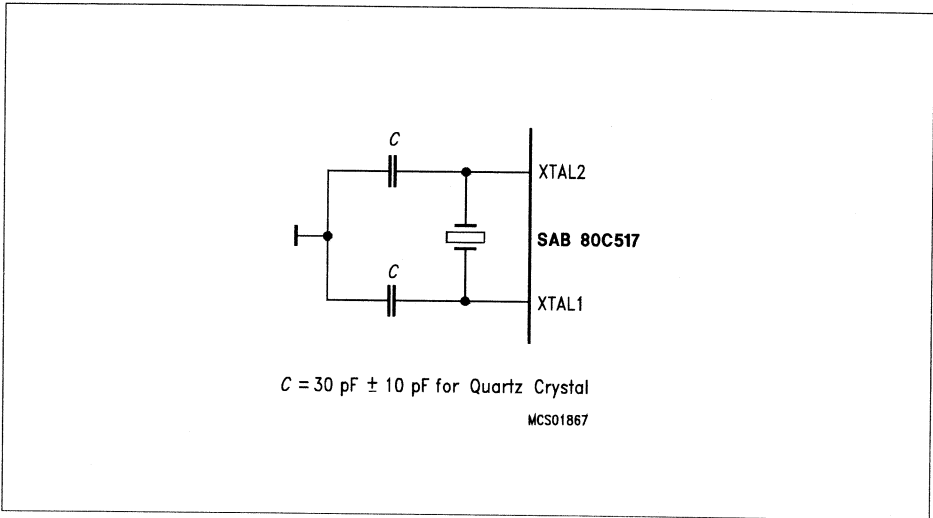 C
XTAL2
SAB 80C517
C
XTAL1
C = 30 pF ± 10 pF for Quartz Crystal
MCS01867